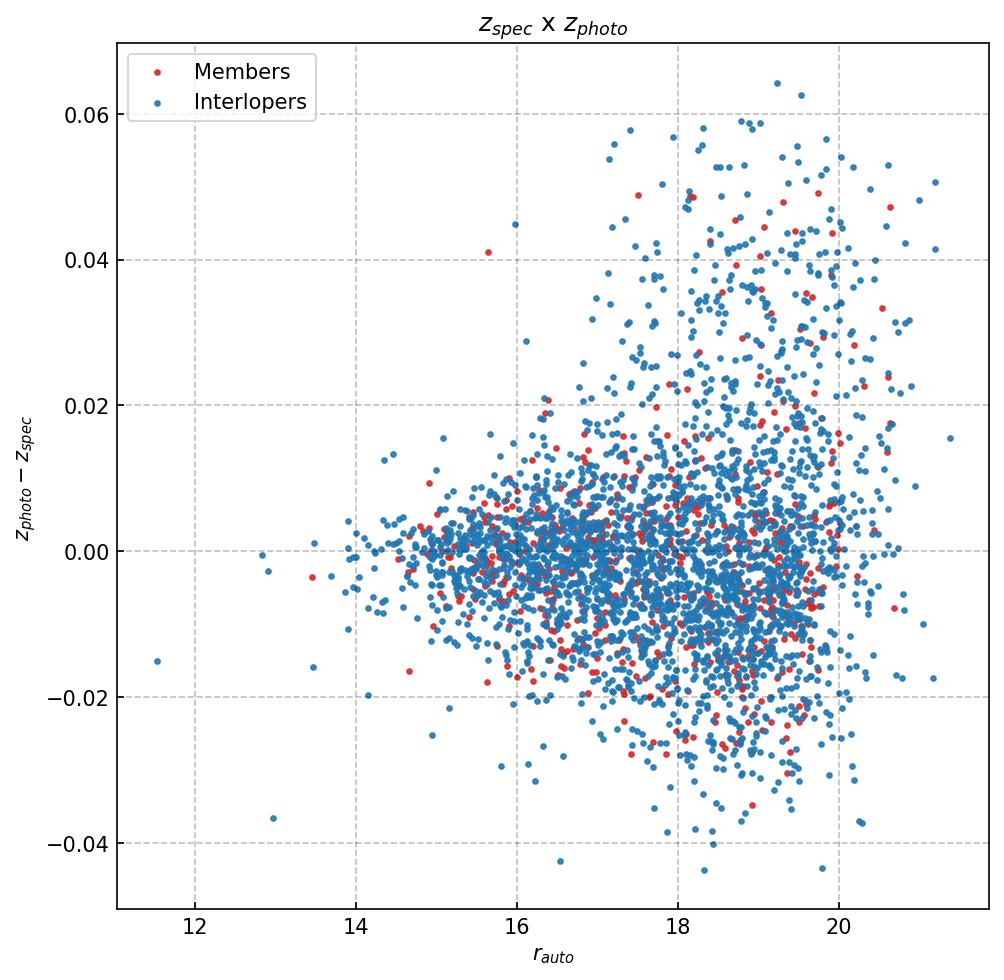 z_spec x z_photo
Members
Interlopers
0.06
0.04
0.02
0.00
−0.02
−0.04
z_photo − z_spec
12
14
16
18
20
r_auto